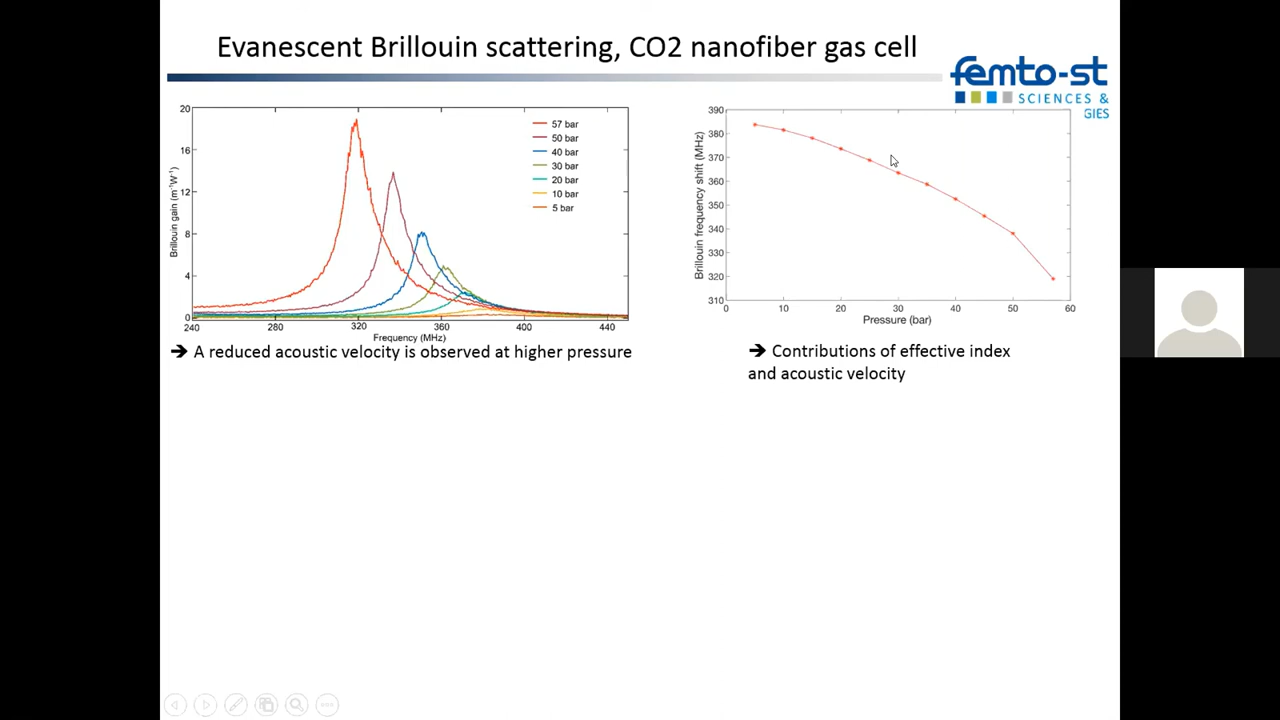 Evanescent Brillouin scattering, CO2 nanofiber gas cell
femto-st
SCIENCES &
GIES
20
16
12
8
4
0
Brillouin gain (m⁻¹W⁻¹)
57 bar
50 bar
40 bar
30 bar
20 bar
10 bar
5 bar
240 280 320 360 400 440
Frequency (MHz)
➔ A reduced acoustic velocity is observed at higher pressure
390
380
370
360
350
340
330
320
310
Brillouin frequency shift (MHz)
0 10 20 30 40 50 60
Pressure (bar)
➔ Contributions of effective index
and acoustic velocity